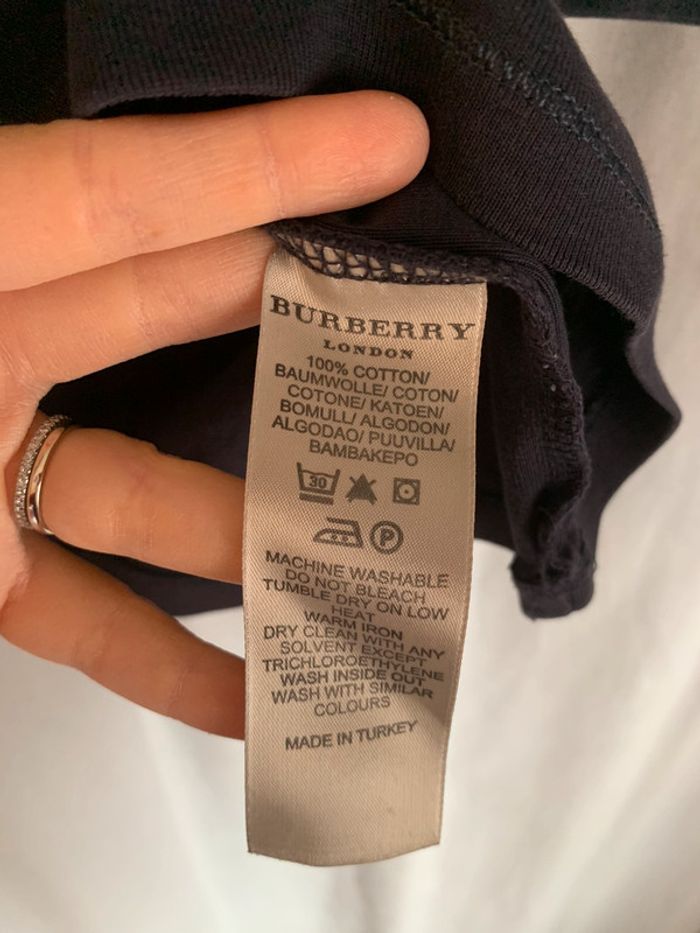 BURBERRY
LONDON
100% COTTON/
BAUMWOLLE/ COTON/
COTONE/ KATOEN/
BOMULL/ ALGODON/
ALGODAO/ PUUVILLA/
BAMBAKEPO
30
P
MACHINE WASHABLE
DO NOT BLEACH
TUMBLE DRY ON LOW
HEAT
WARM IRON
DRY CLEAN WITH ANY
SOLVENT EXCEPT
TRICHLOROETHYLENE
WASH INSIDE OUT
WASH WITH SIMILAR
COLOURS
MADE IN TURKEY